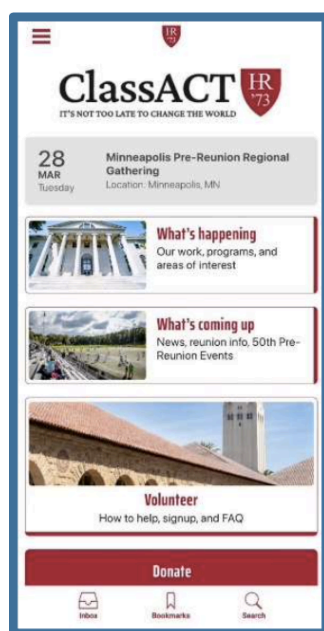 HR
'73
ClassACT HR
'73
IT'S NOT TOO LATE TO CHANGE THE WORLD
28
MAR
Tuesday
Minneapolis Pre-Reunion Regional
Gathering
Location: Minneapolis, MN
What's happening
Our work, programs, and
areas of interest
What's coming up
News, reunion info, 50th Pre-
Reunion Events
Volunteer
How to help, signup, and FAQ
Donate
Inbox
Bookmarks
Search